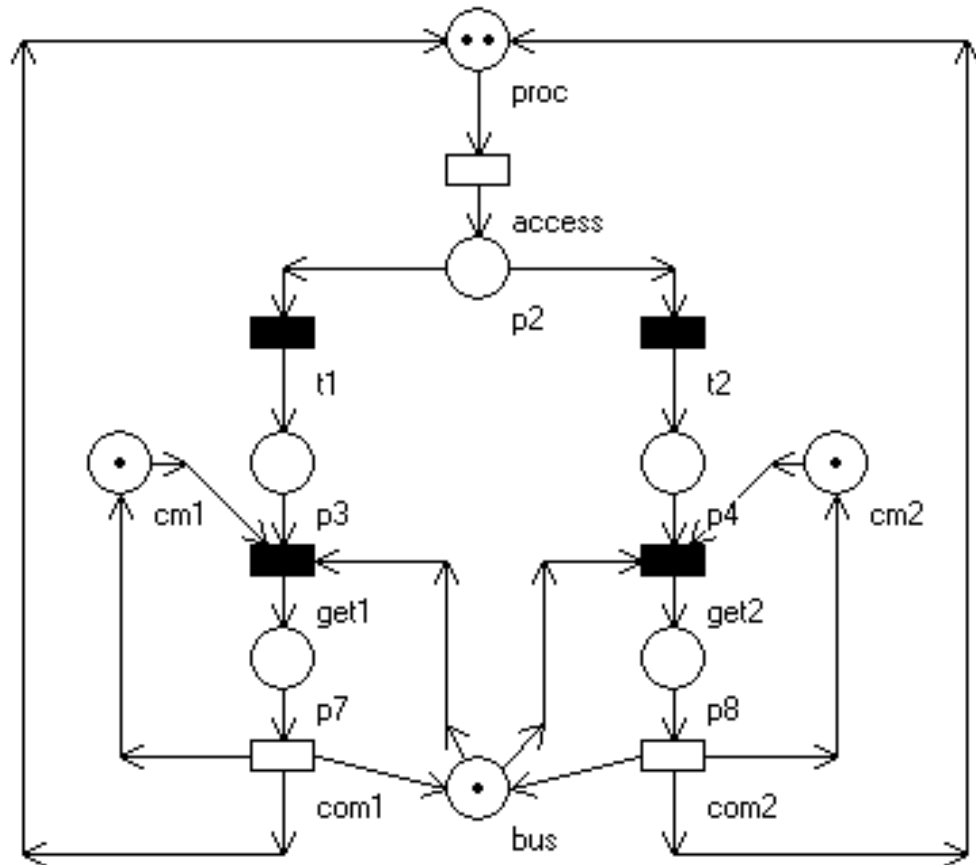 proc
access
p2
t1
t2
cm1
p3
p4
cm2
get1
get2
p7
p8
com1
com2
bus